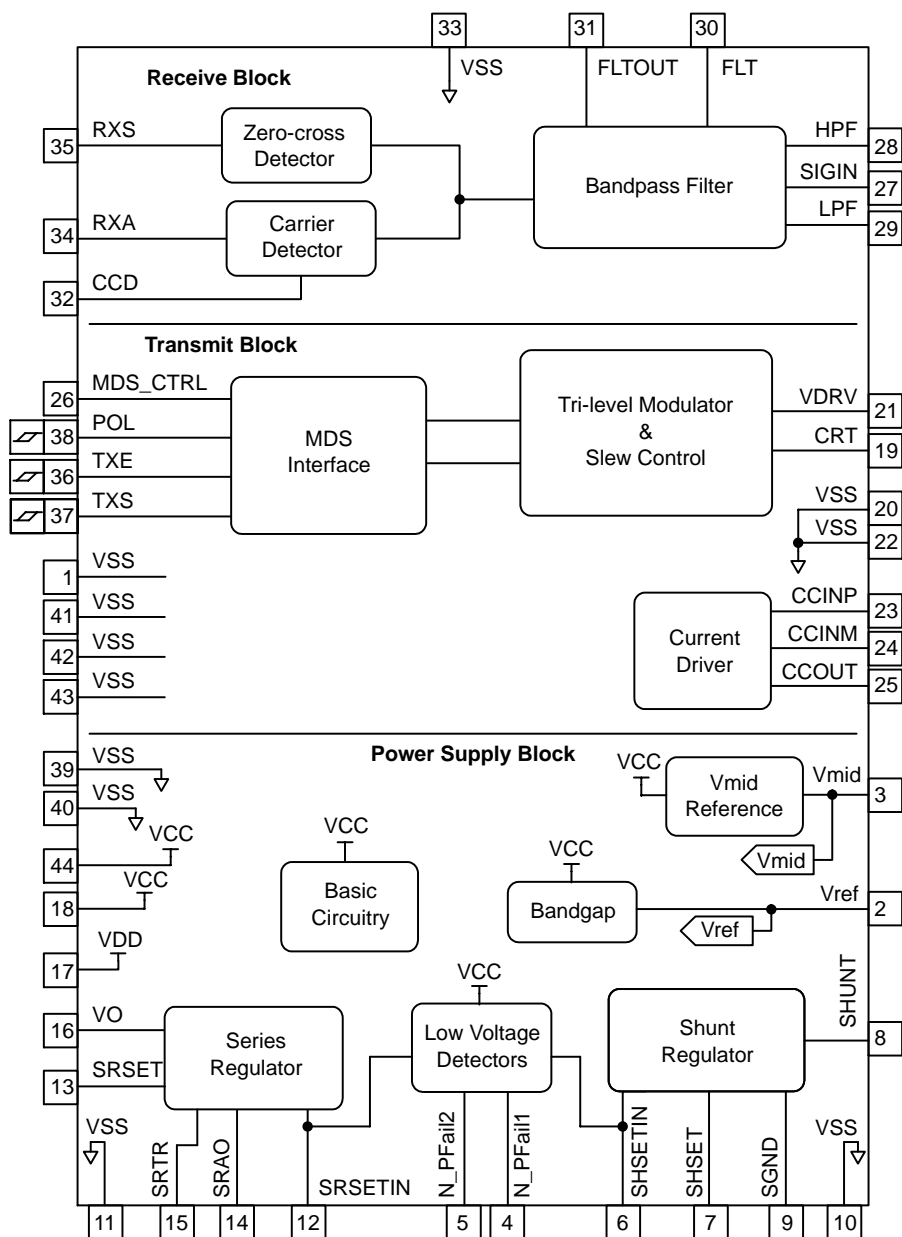 33
31
30
VSS
FLTOUT
FLT
Receive Block
35
RXS
Zero-cross
Detector
Bandpass Filter
HPF
28
SIGIN
27
LPF
29
34
RXA
Carrier
Detector
32
CCD
Transmit Block
26
MDS_CTRL
38
POL
36
TXE
37
TXS
MDS
Interface
Tri-level Modulator
&
Slew Control
VDRV
21
CRT
19
VSS
20
VSS
22
1
VSS
41
VSS
42
VSS
43
VSS
Current
Driver
CCINP
23
CCINM
24
CCOUT
25
Power Supply Block
39
VSS
40
VSS
44
VCC
18
VCC
17
VDD
VCC
Basic
Circuitry
VCC
Vmid
Reference
Vmid
3
Vmid
VCC
Bandgap
Vref
2
Vref
16
VO
13
SRSET
Series
Regulator
VCC
Low Voltage
Detectors
Shunt
Regulator
SHUNT
8
VSS
SRTR
SRAO
SRSETIN
N_PFail2
N_PFail1
SHSETIN
SHSET
SGND
VSS
11
15
14
12
5
4
6
7
9
10